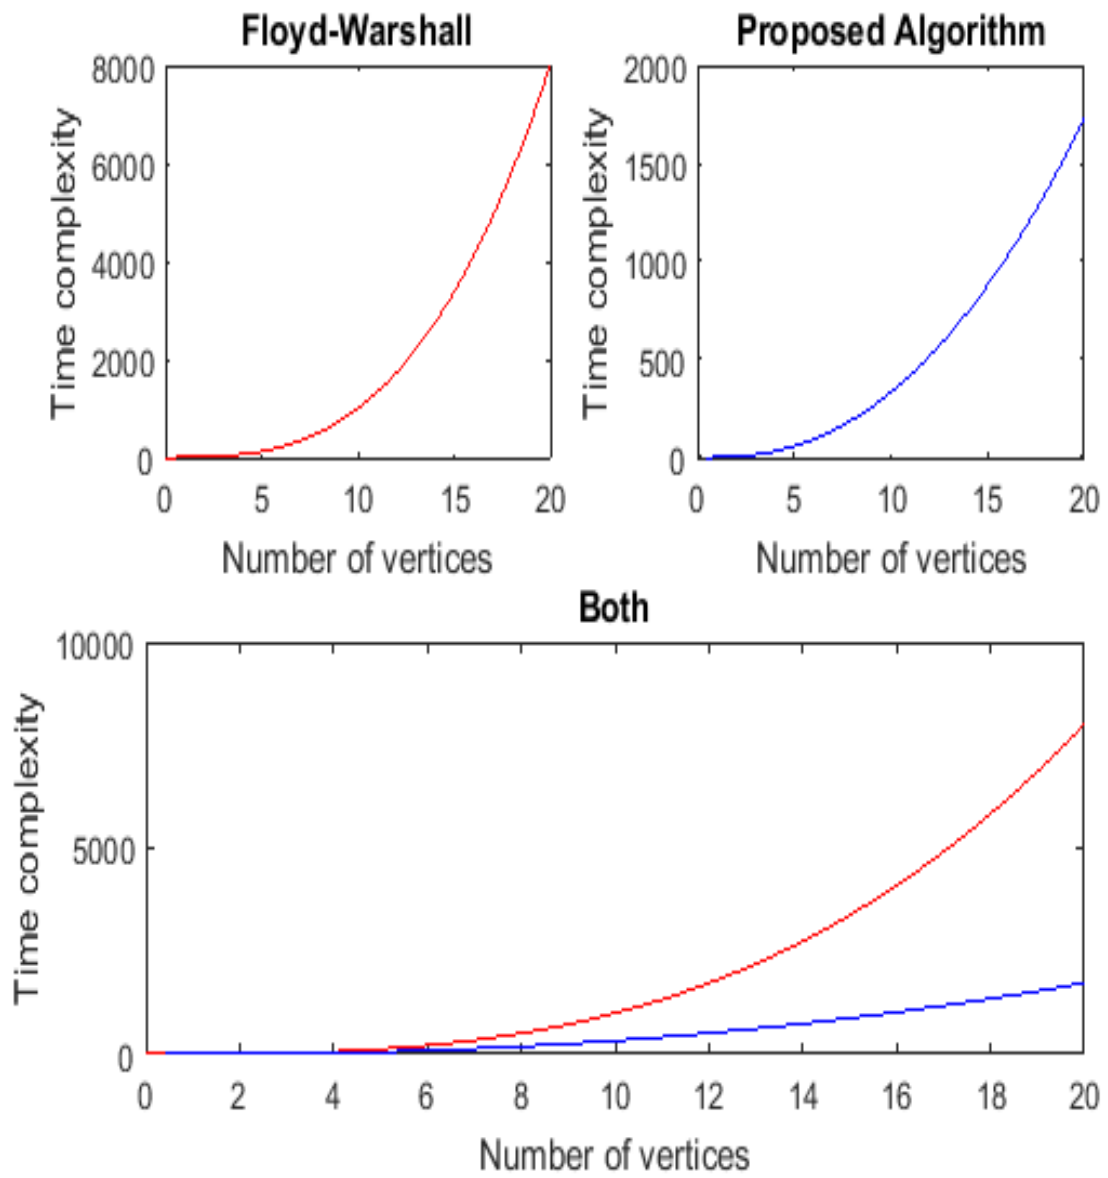 Floyd-Warshall
Proposed Algorithm
Time complexity
8000
6000
4000
2000
0
0 5 10 15 20
Number of vertices
Time complexity
2000
1500
1000
500
0
0 5 10 15 20
Number of vertices
Both
Time complexity
10000
5000
0
0 2 4 6 8 10 12 14 16 18 20
Number of vertices